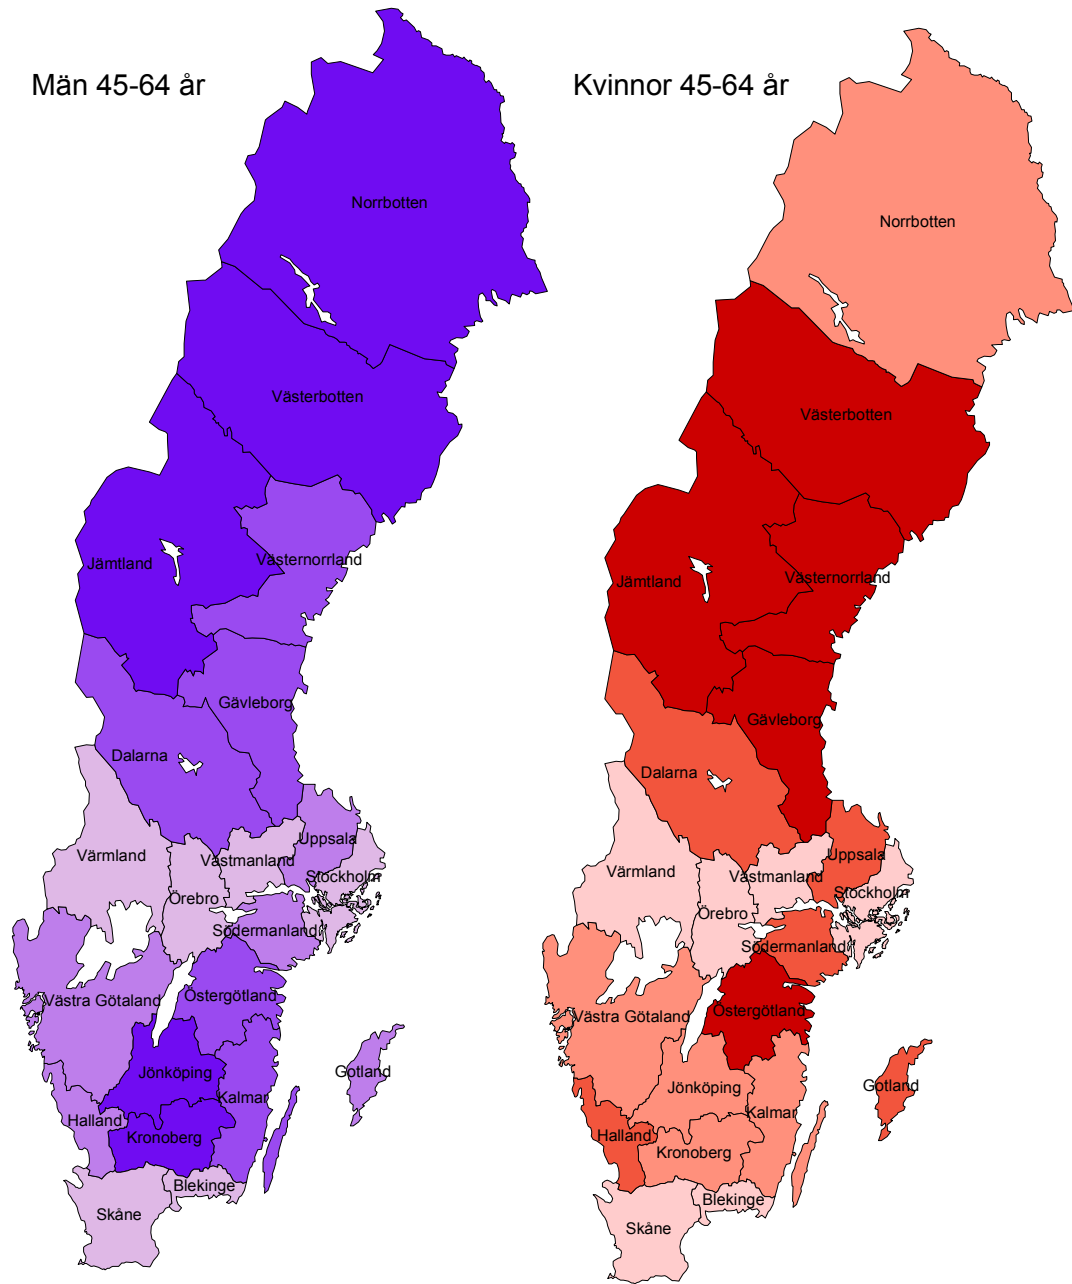 Män 45-64 år
Norrbotten
Västerbotten
Jämtland
Västernorrland
Gävleborg
Dalarna
Uppsala
Värmland
Västmanland
Stockholm
Örebro
Södermanland
Östergötland
Västra Götaland
Jönköping
Gotland
Kalmar
Halland
Kronoberg
Blekinge
Skåne
Kvinnor 45-64 år
Norrbotten
Västerbotten
Jämtland
Västernorrland
Gävleborg
Dalarna
Uppsala
Värmland
Västmanland
Stockholm
Örebro
Södermanland
Östergötland
Västra Götaland
Jönköping
Gotland
Kalmar
Halland
Kronoberg
Blekinge
Skåne